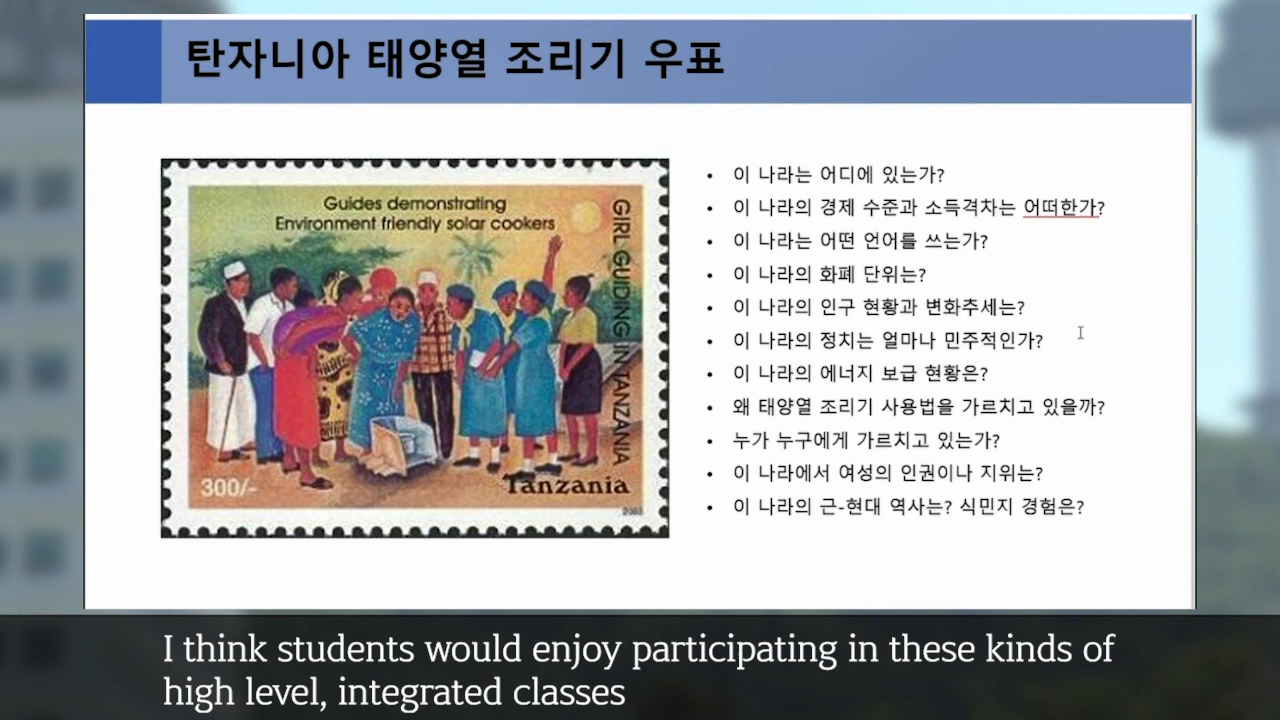 탄자니아 태양열 조리기 우표
Guides demonstrating
Environment friendly solar cookers
GIRL GUIDING IN TANZANIA
300/-
Tanzania
• 이 나라는 어디에 있는가?
• 이 나라의 경제 수준과 소득격차는 어떠한가?
• 이 나라는 어떤 언어를 쓰는가?
• 이 나라의 화폐 단위는?
• 이 나라의 인구 현황과 변화추세는?
• 이 나라의 정치는 얼마나 민주적인가?
• 이 나라의 에너지 보급 현황은?
• 왜 태양열 조리기 사용법을 가르치고 있을까?
• 누가 누구에게 가르치고 있는가?
• 이 나라에서 여성의 인권이나 지위는?
• 이 나라의 근-현대 역사는? 식민지 경험은?
I think students would enjoy participating in these kinds of
high level, integrated classes